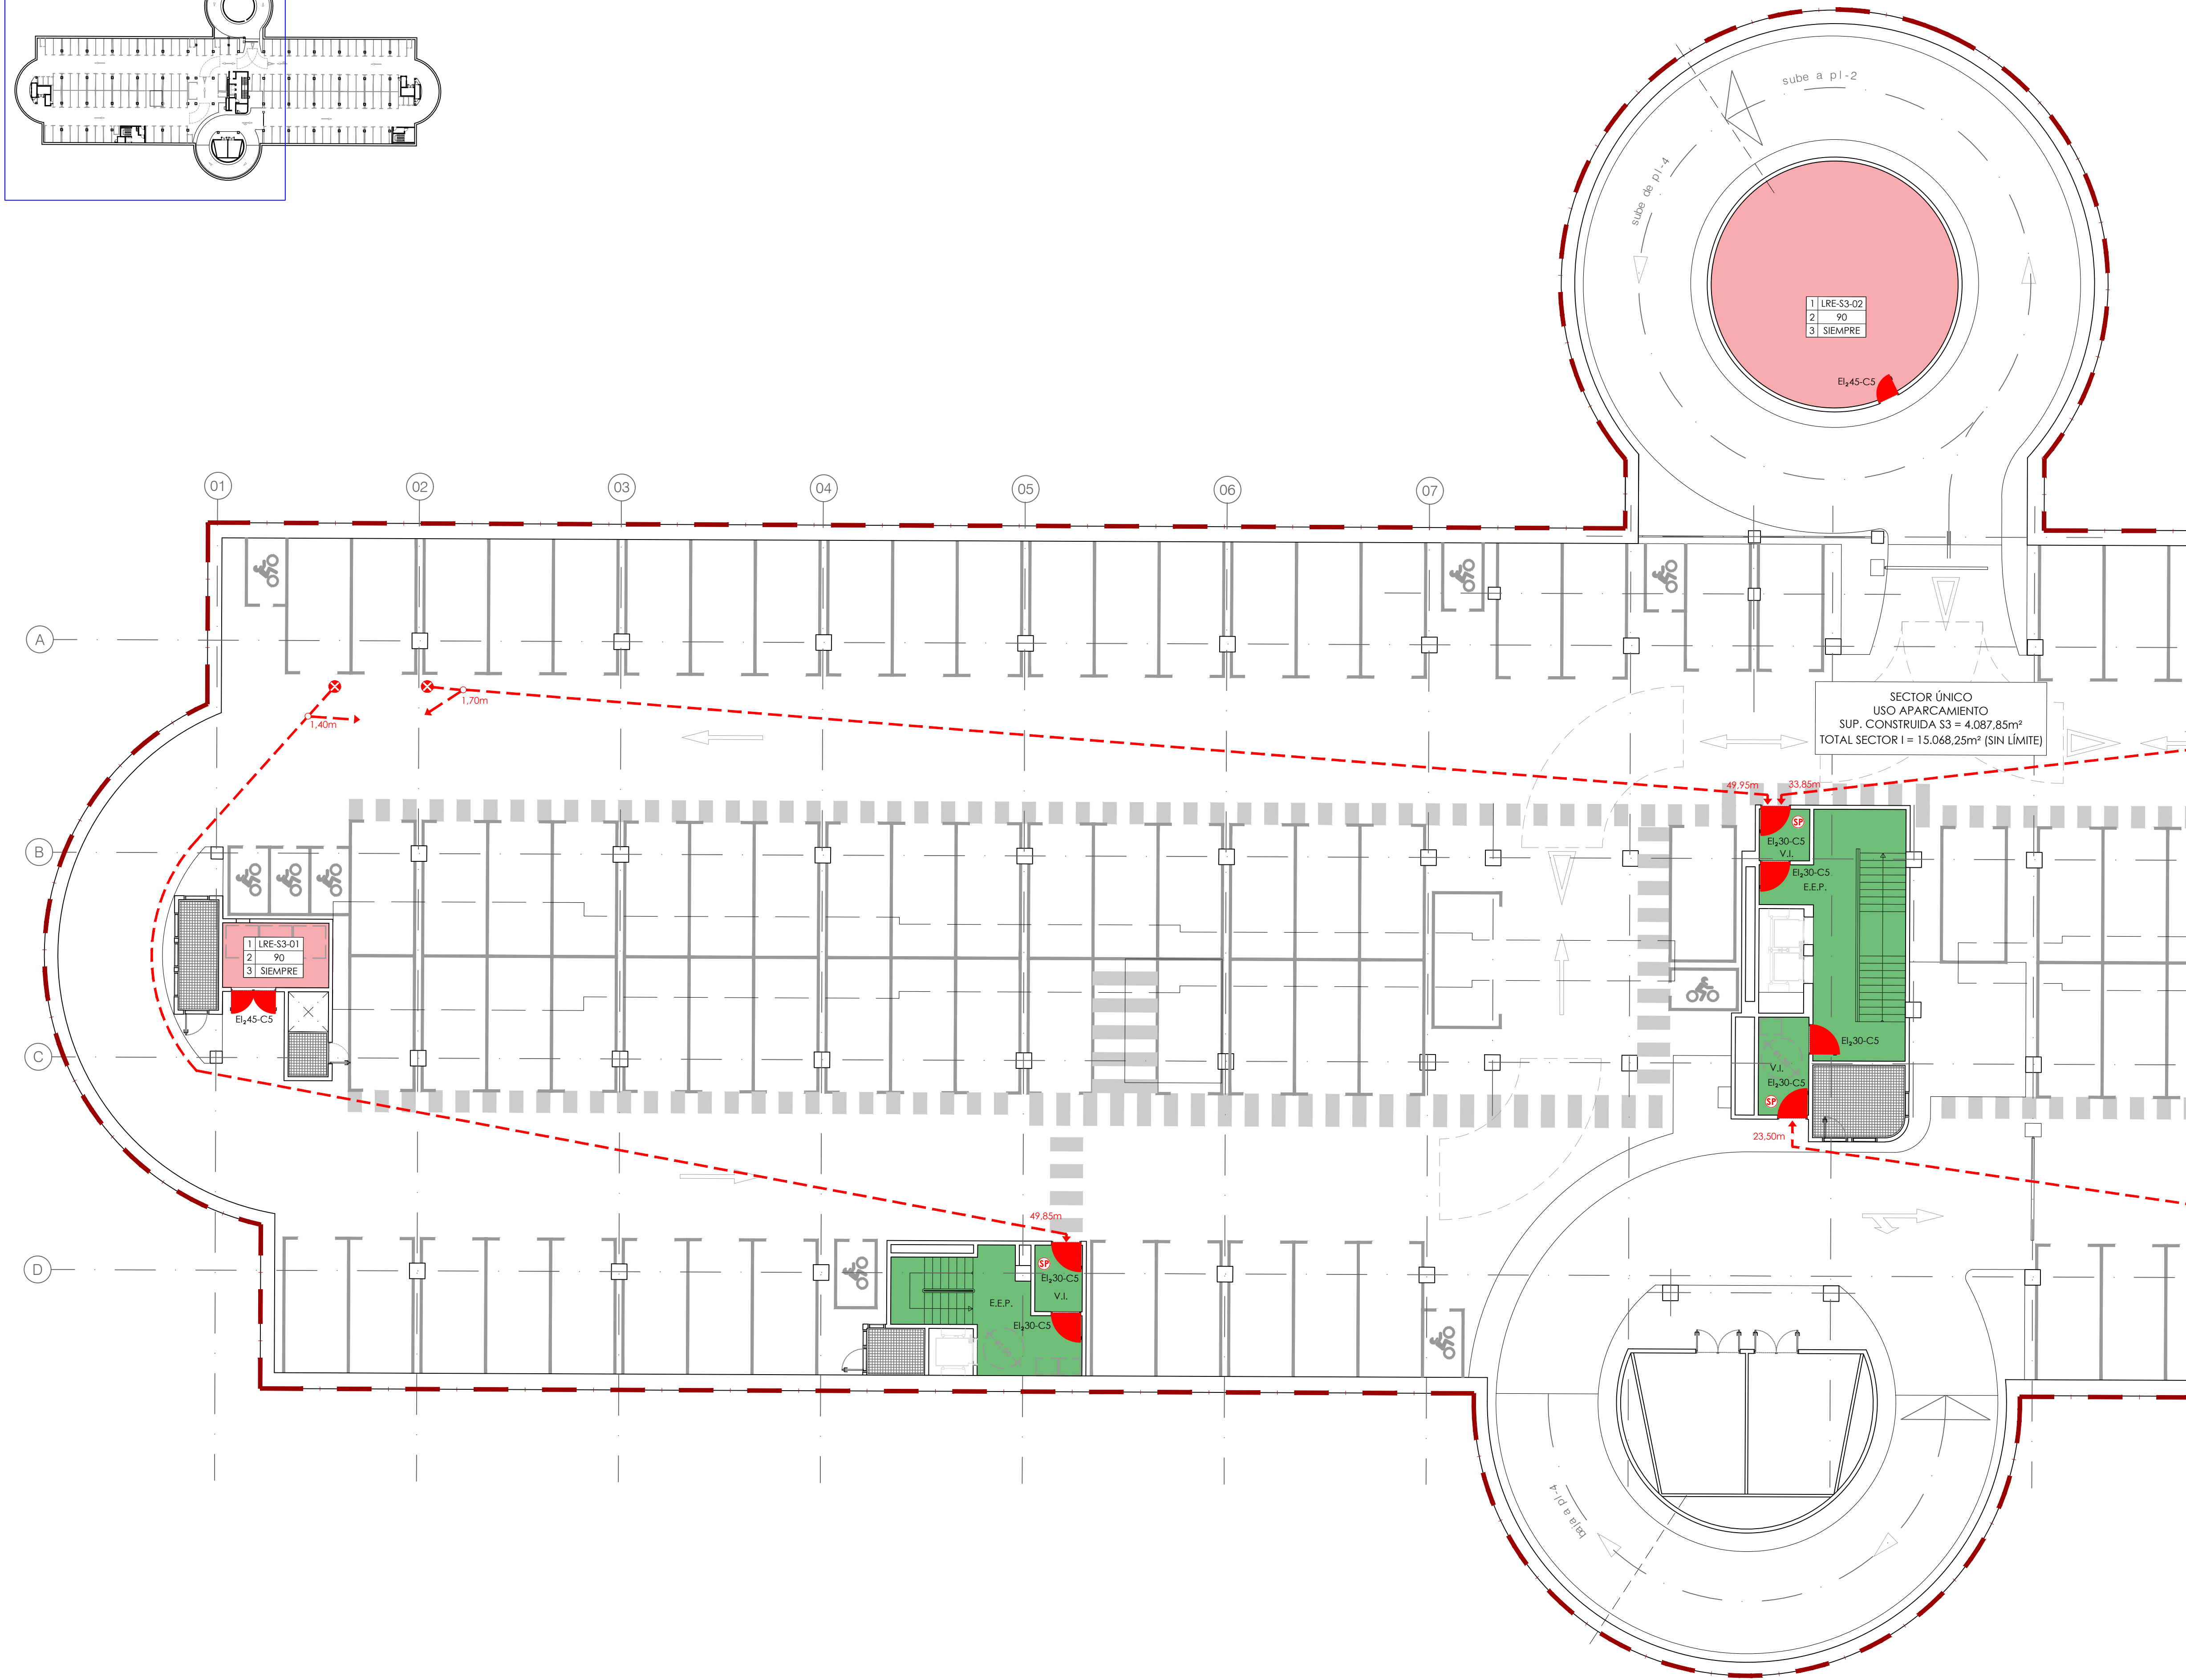 sube a pl-2
sube de pl-4
1 LRE-S3-02
2 90
3 SIEMPRE
EI₂45-C5
01
02
03
04
05
06
07
A
1,70m
1,40m
SECTOR ÚNICO
USO APARCAMIENTO
SUP. CONSTRUIDA S3 = 4.087,85m²
TOTAL SECTOR I = 15.068,25m² (SIN LÍMITE)
49,95m
33,85m
SP
EI₂30-C5
V.I.
B
EI₂30-C5
E.E.P.
1 LRE-S3-01
2 90
3 SIEMPRE
EI₂45-C5
C
EI₂30-C5
V.I.
EI₂30-C5
SP
23,50m
49,85m
D
SP
EI₂30-C5
V.I.
E.E.P.
EI₂30-C5
baja a pl-4